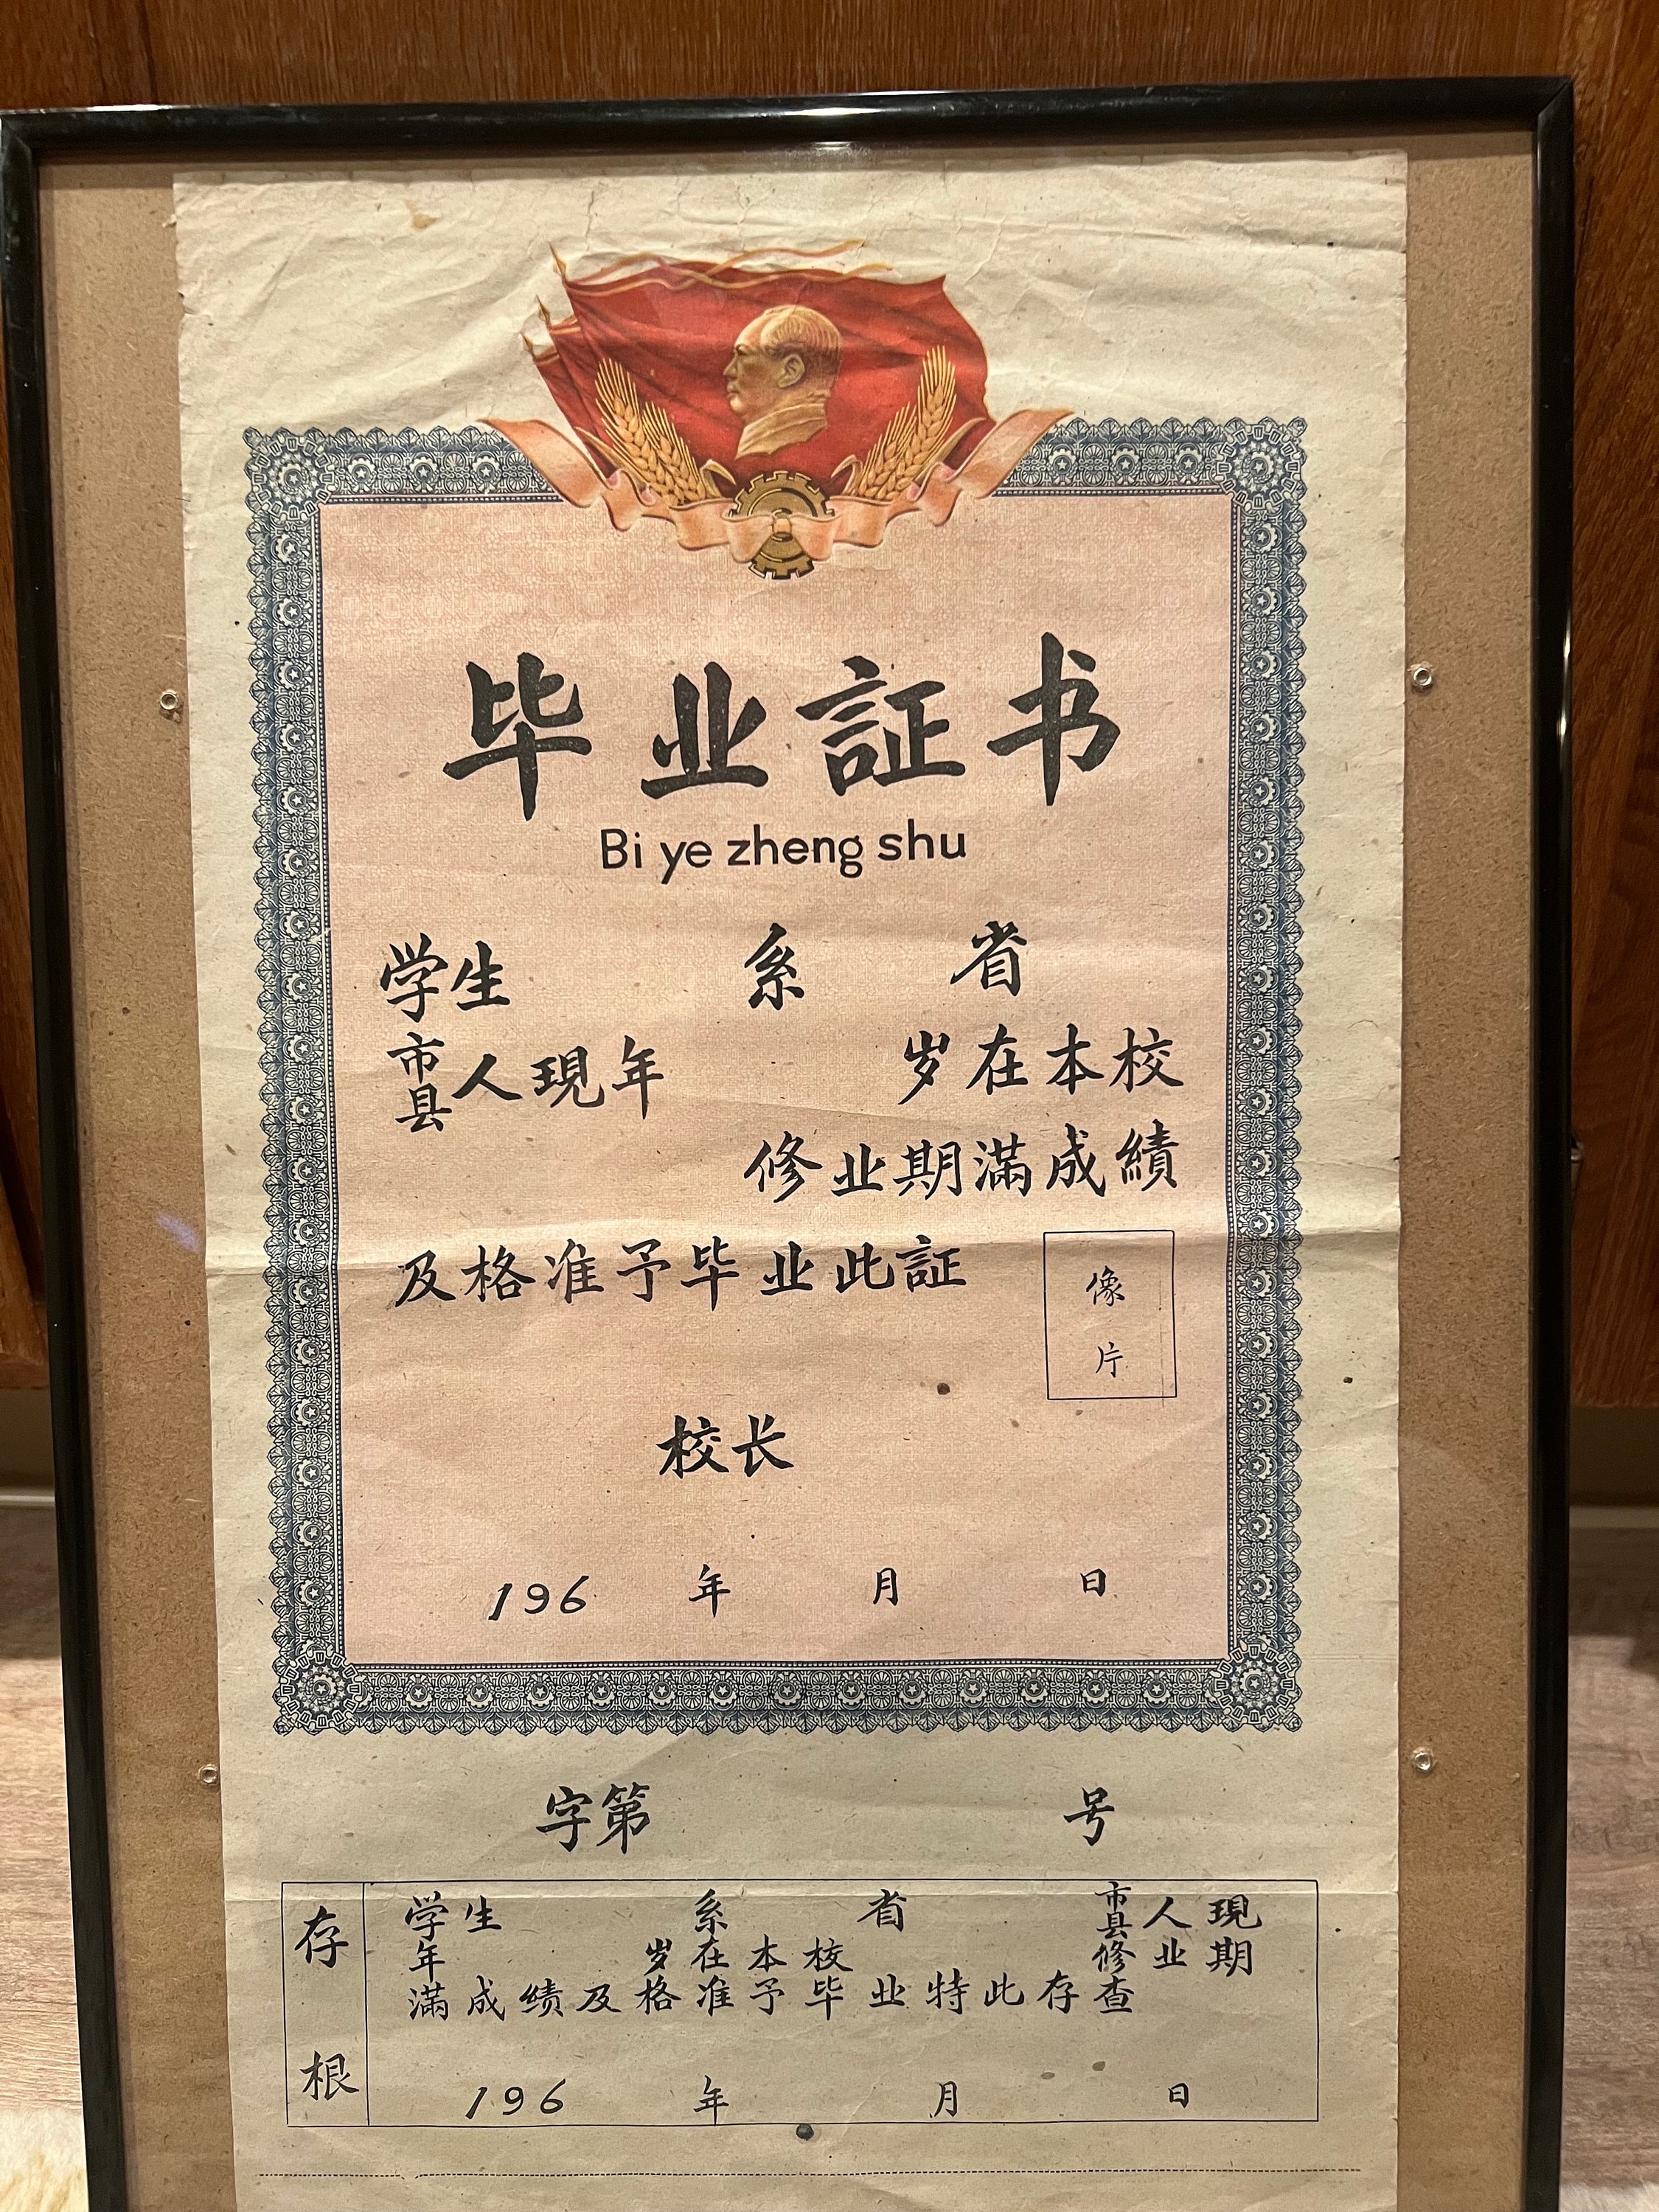 毕业証书
Bi ye zheng shu
学生 系 省
市县人現年 岁在本校
修业期滿成績
及格准予毕业此証
像片
校长
196 年 月 日
字第 号
存根
学生 系 省 市县人現
年 岁在本校 修业期
滿成绩及格准予毕业特此存查
196 年 月 日